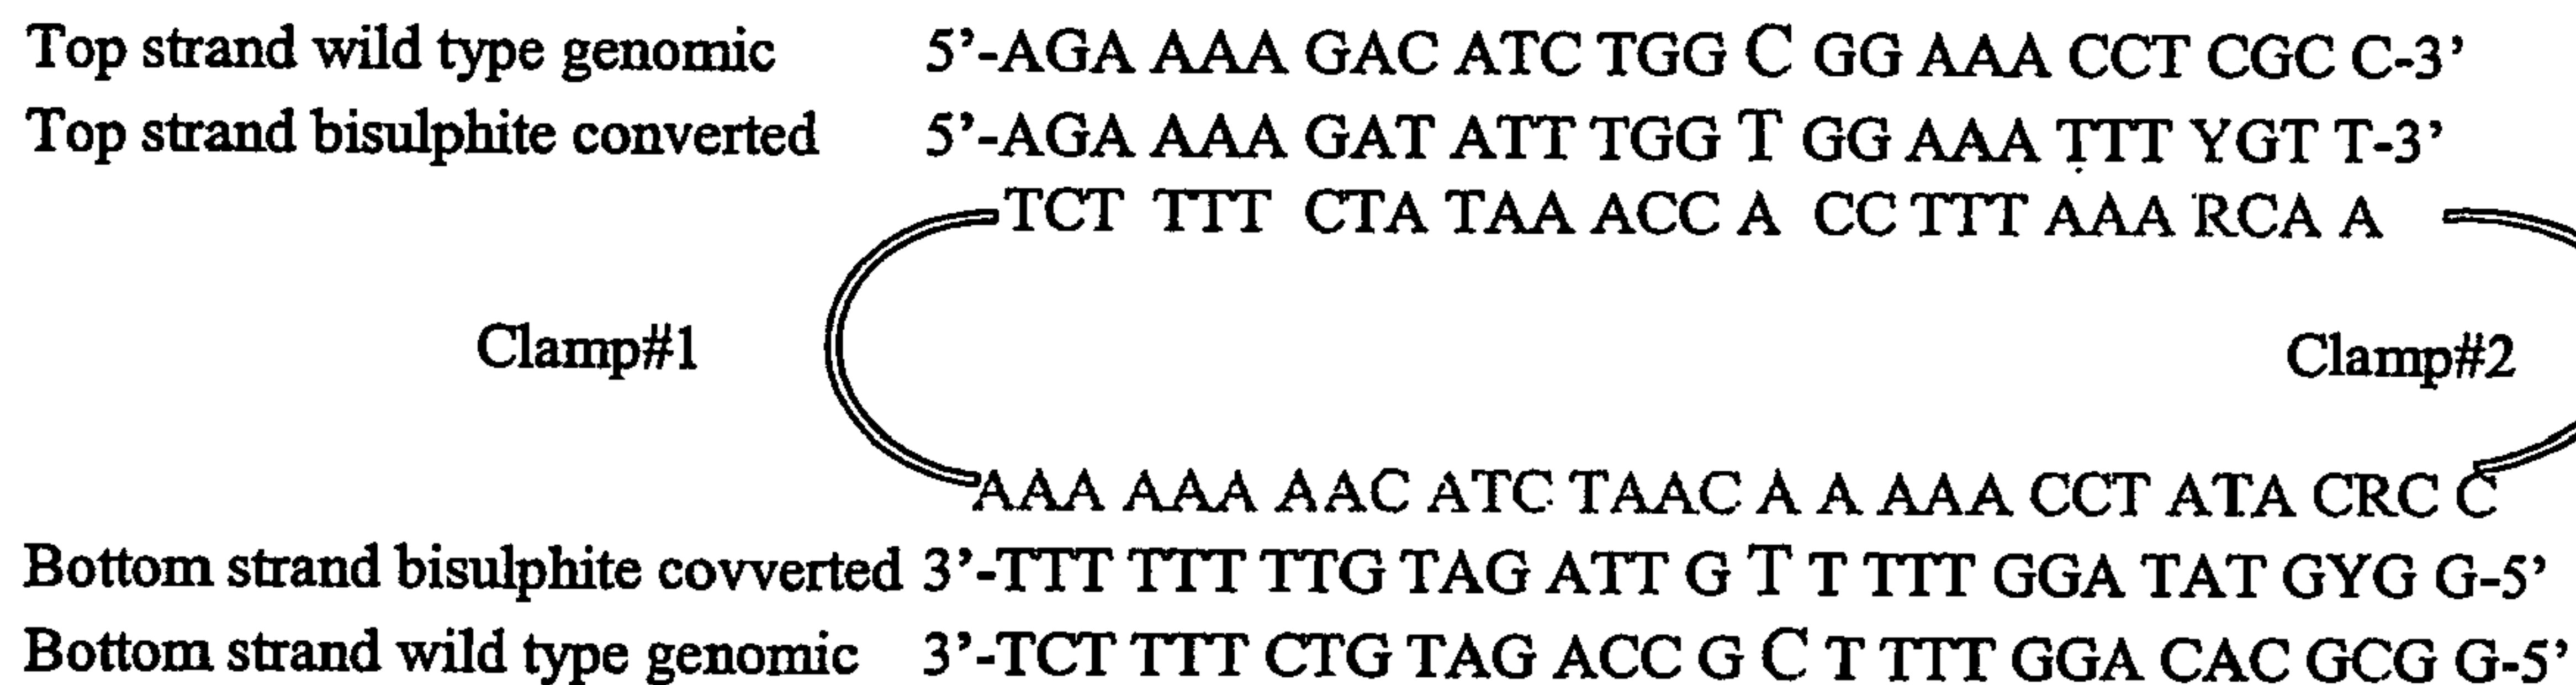 Top strand wild type genomic 5’-AGA AAA GAC ATC TGG C GG AAA CCT CGC C-3’
Top strand bisulphite converted 5’-AGA AAA GAT ATT TGG T GG AAA TTT YGT T-3’
TCT TTT CTA TAA ACC A CC TTT AAA RCA A
Clamp#1 Clamp#2
AAA AAA AAC ATC TAAC A A AAA CCT ATA CRC C
Bottom strand bisulphite covverted 3’-TTT TTT TTG TAG ATT G T T TTT GGA TAT GYG G-5’
Bottom strand wild type genomic 3’-TCT TTT CTG TAG ACC G C T TTT GGA CAC GCG G-5’